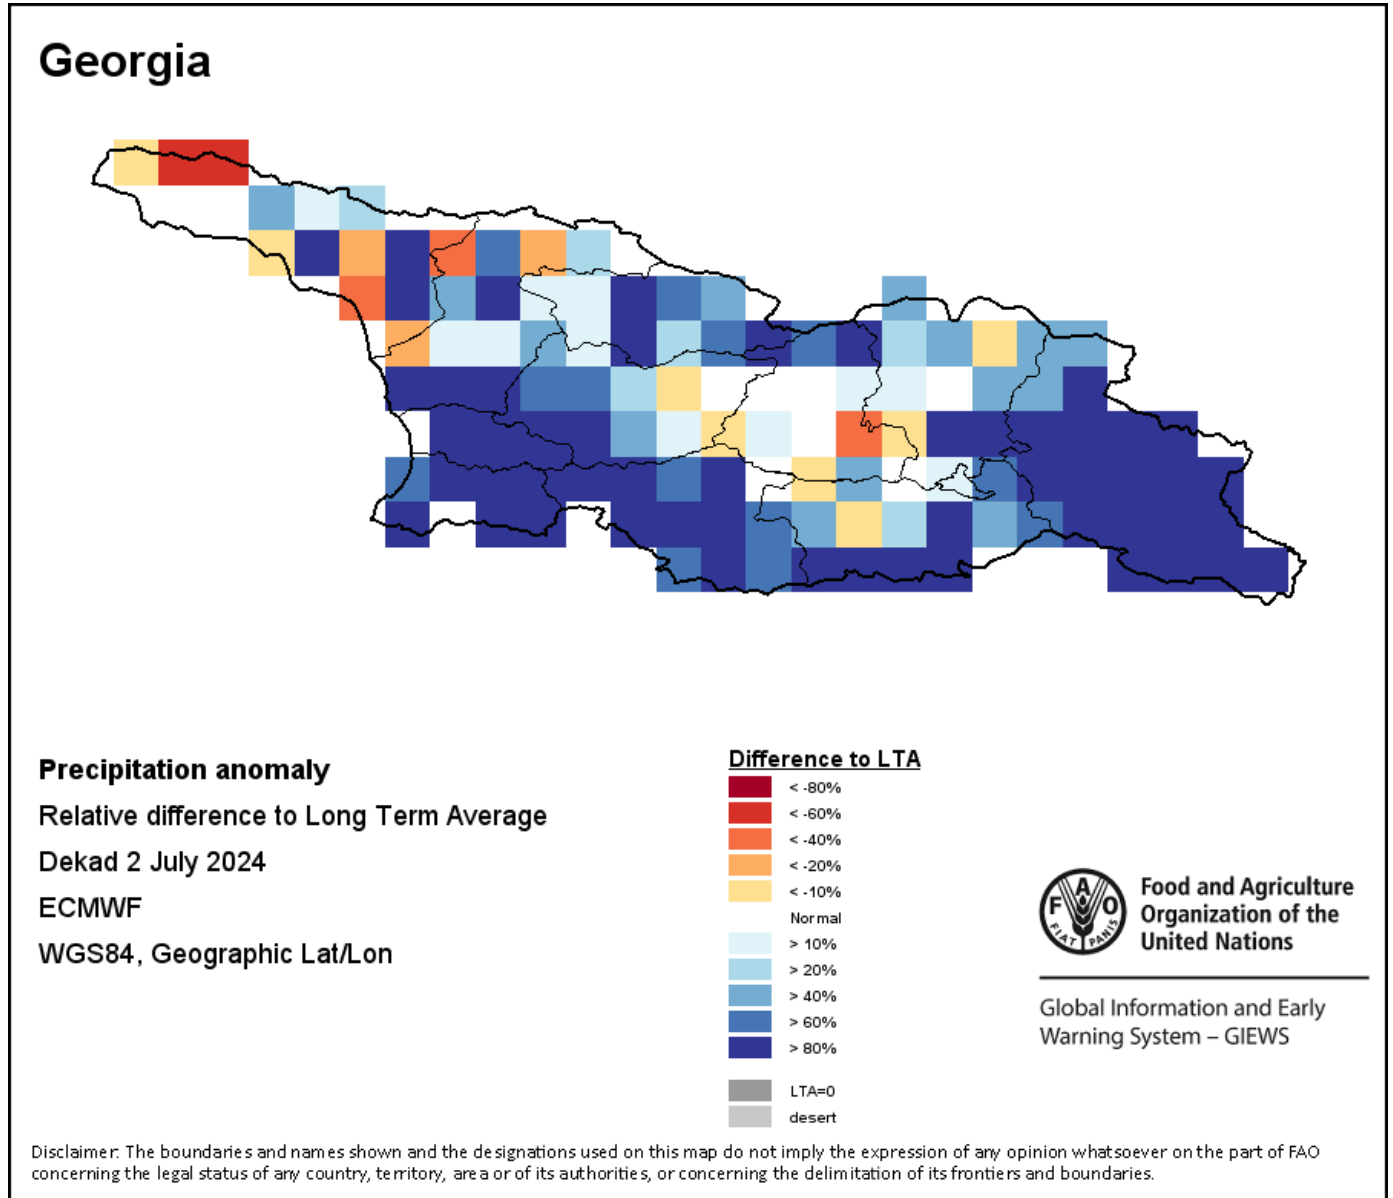 Georgia
Precipitation anomaly
Relative difference to Long Term Average
Dekad 2 July 2024
ECMWF
WGS84, Geographic Lat/Lon
Difference to LTA
< -80%
< -60%
< -40%
< -20%
< -10%
Normal
> 10%
> 20%
> 40%
> 60%
> 80%
LTA=0
desert
F A O
FIAT PANIS
Food and Agriculture
Organization of the
United Nations
Global Information and Early
Warning System – GIEWS
Disclaimer: The boundaries and names shown and the designations used on this map do not imply the expression of any opinion whatsoever on the part of FAO
concerning the legal status of any country, territory, area or of its authorities, or concerning the delimitation of its frontiers and boundaries.